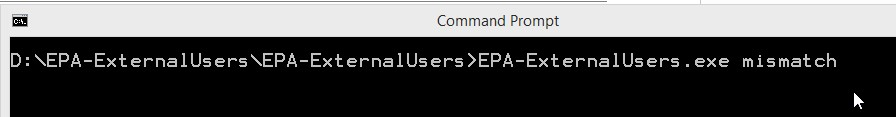 Command Prompt
D:\EPA-ExternalUsers\EPA-ExternalUsers>EPA-ExternalUsers.exe mismatch